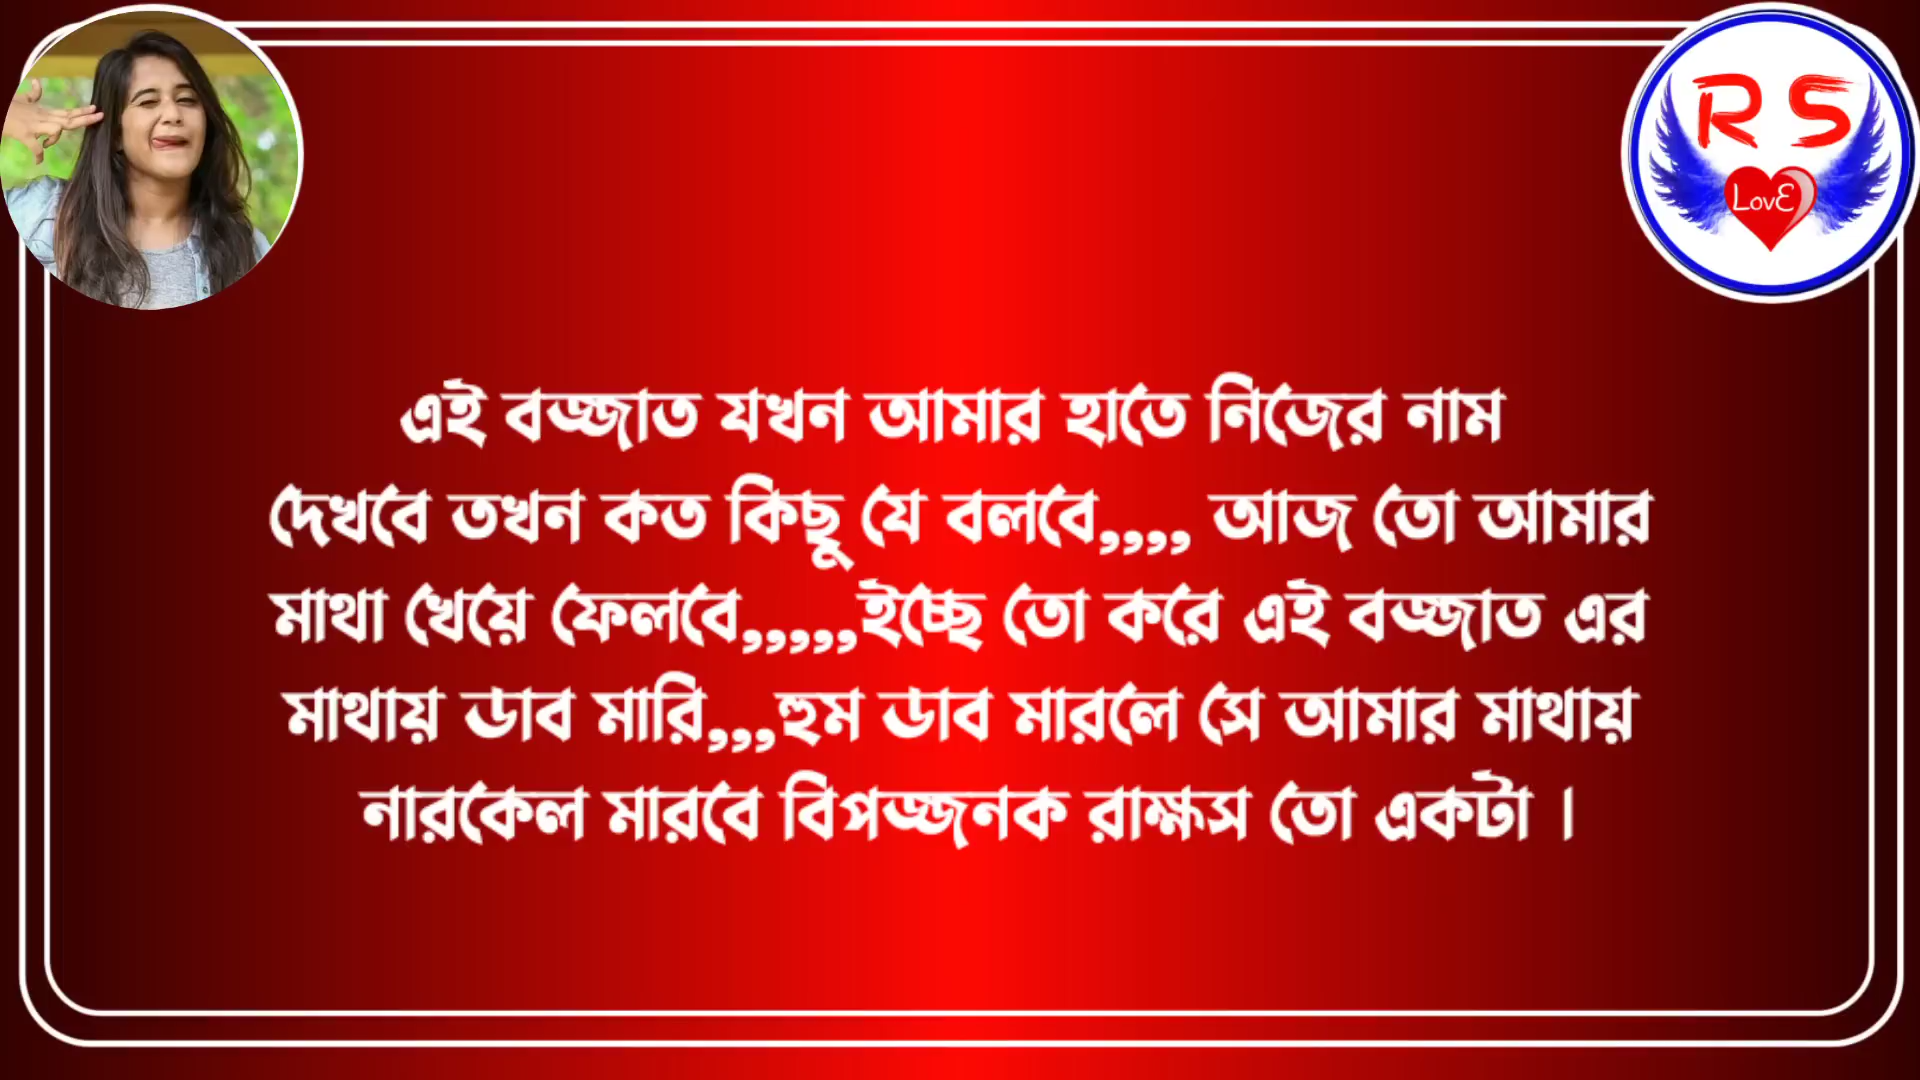 R S
LovE
এই বজ্জাত যখন আমার হাতে নিজের নাম
দেখবে তখন কত কিছু যে বলবে,,,, আজ তো আমার
মাথা খেয়ে ফেলবে,,,,,ইচ্ছে তো করে এই বজ্জাত এর
মাথায় ডাব মারি,,,হুম ডাব মারলে সে আমার মাথায়
নারকেল মারবে বিপজ্জনক রাক্ষস তো একটা ।